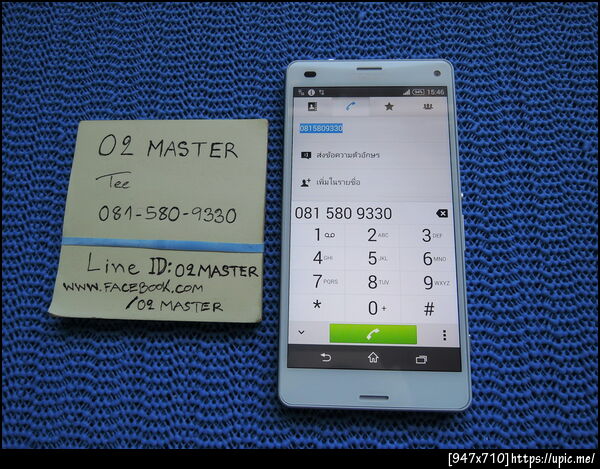 02 MASTER
Tee
081-580-9330
Line ID: 02MASTER
WWW.FACEBOOK.COM
/02 MASTER
15:46
0815809330
ส่งข้อความตัวอักษร
เพิ่มในรายชื่อ
081 580 9330
1 2 ABC 3 DEF
4 GHI 5 JKL 6 MNO
7 PQRS 8 TUV 9 WXYZ
* 0 + #
[947x710]https://upic.me/